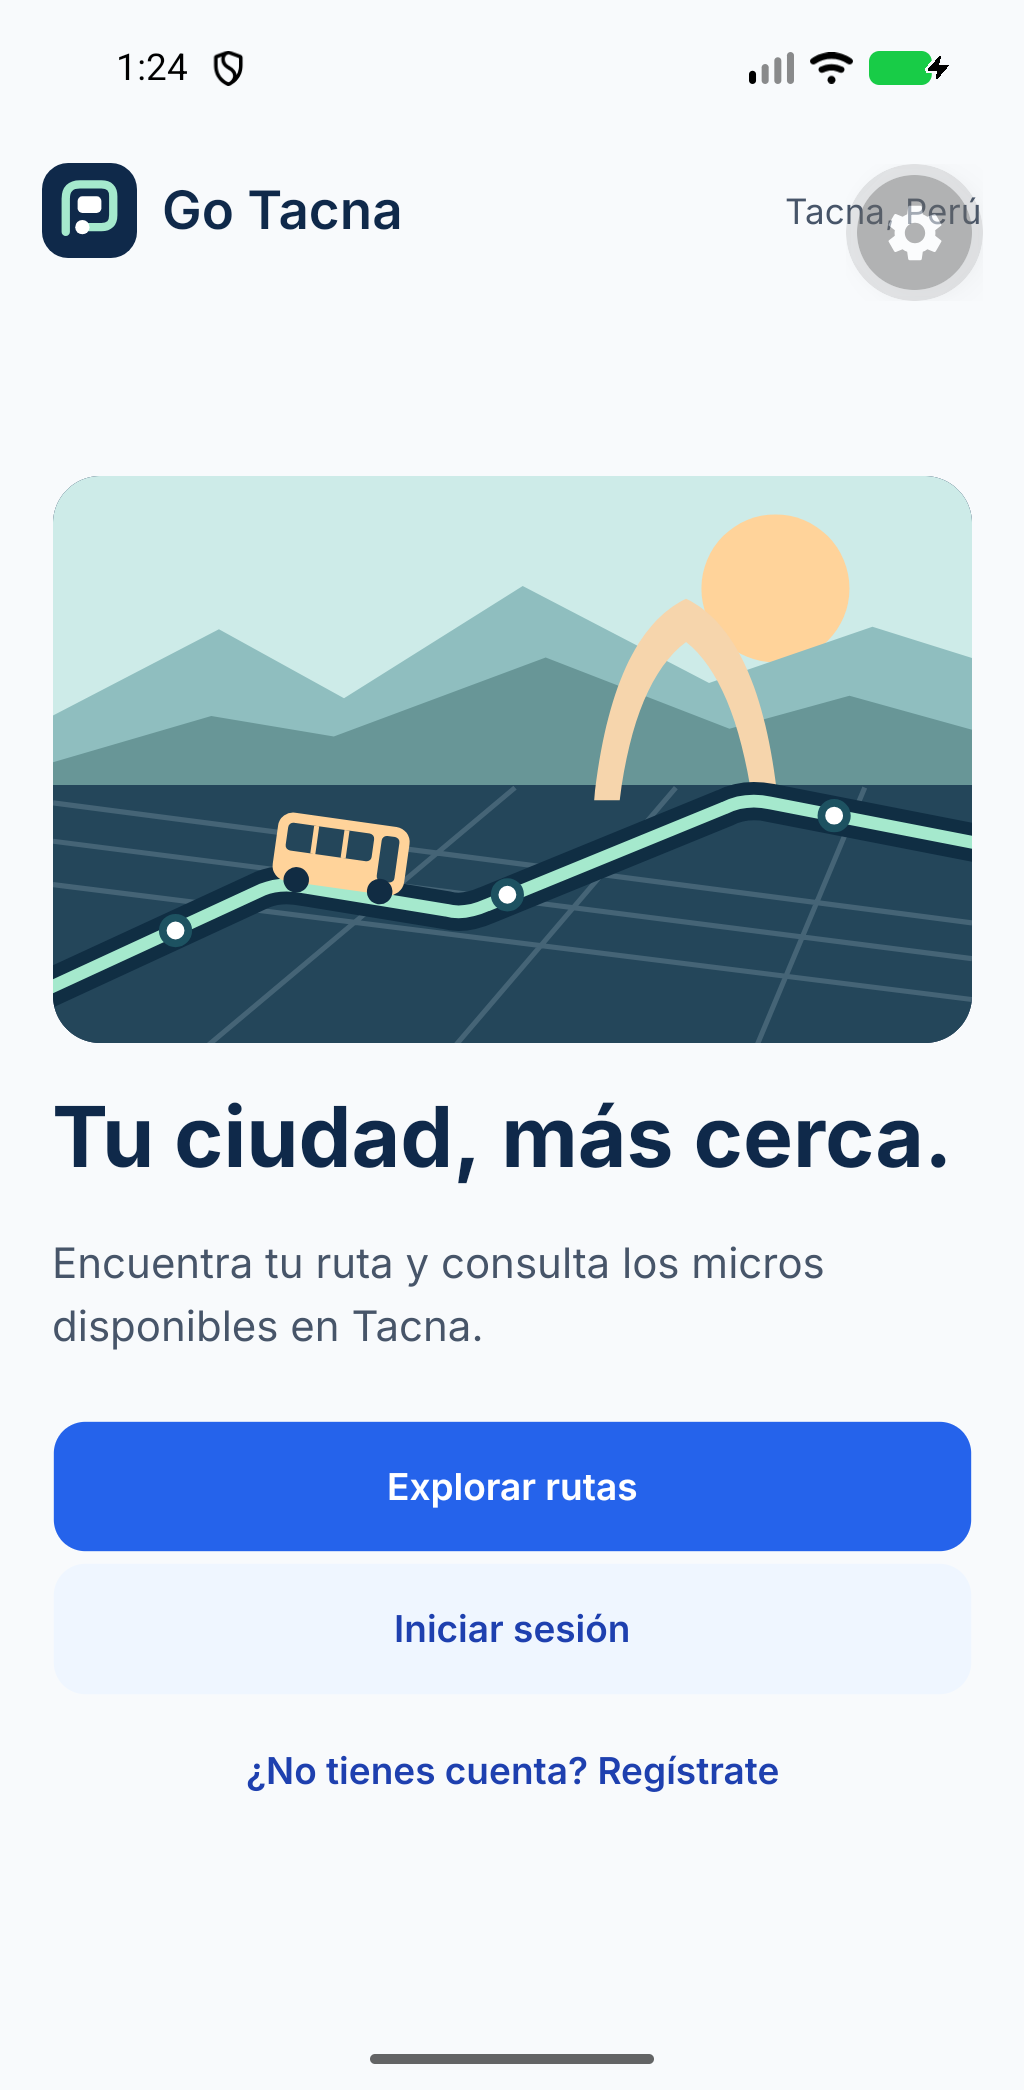 1:24
Go Tacna
Tacna, Perú
Tu ciudad, más cerca.
Encuentra tu ruta y consulta los micros
disponibles en Tacna.
Explorar rutas
Iniciar sesión
¿No tienes cuenta? Regístrate